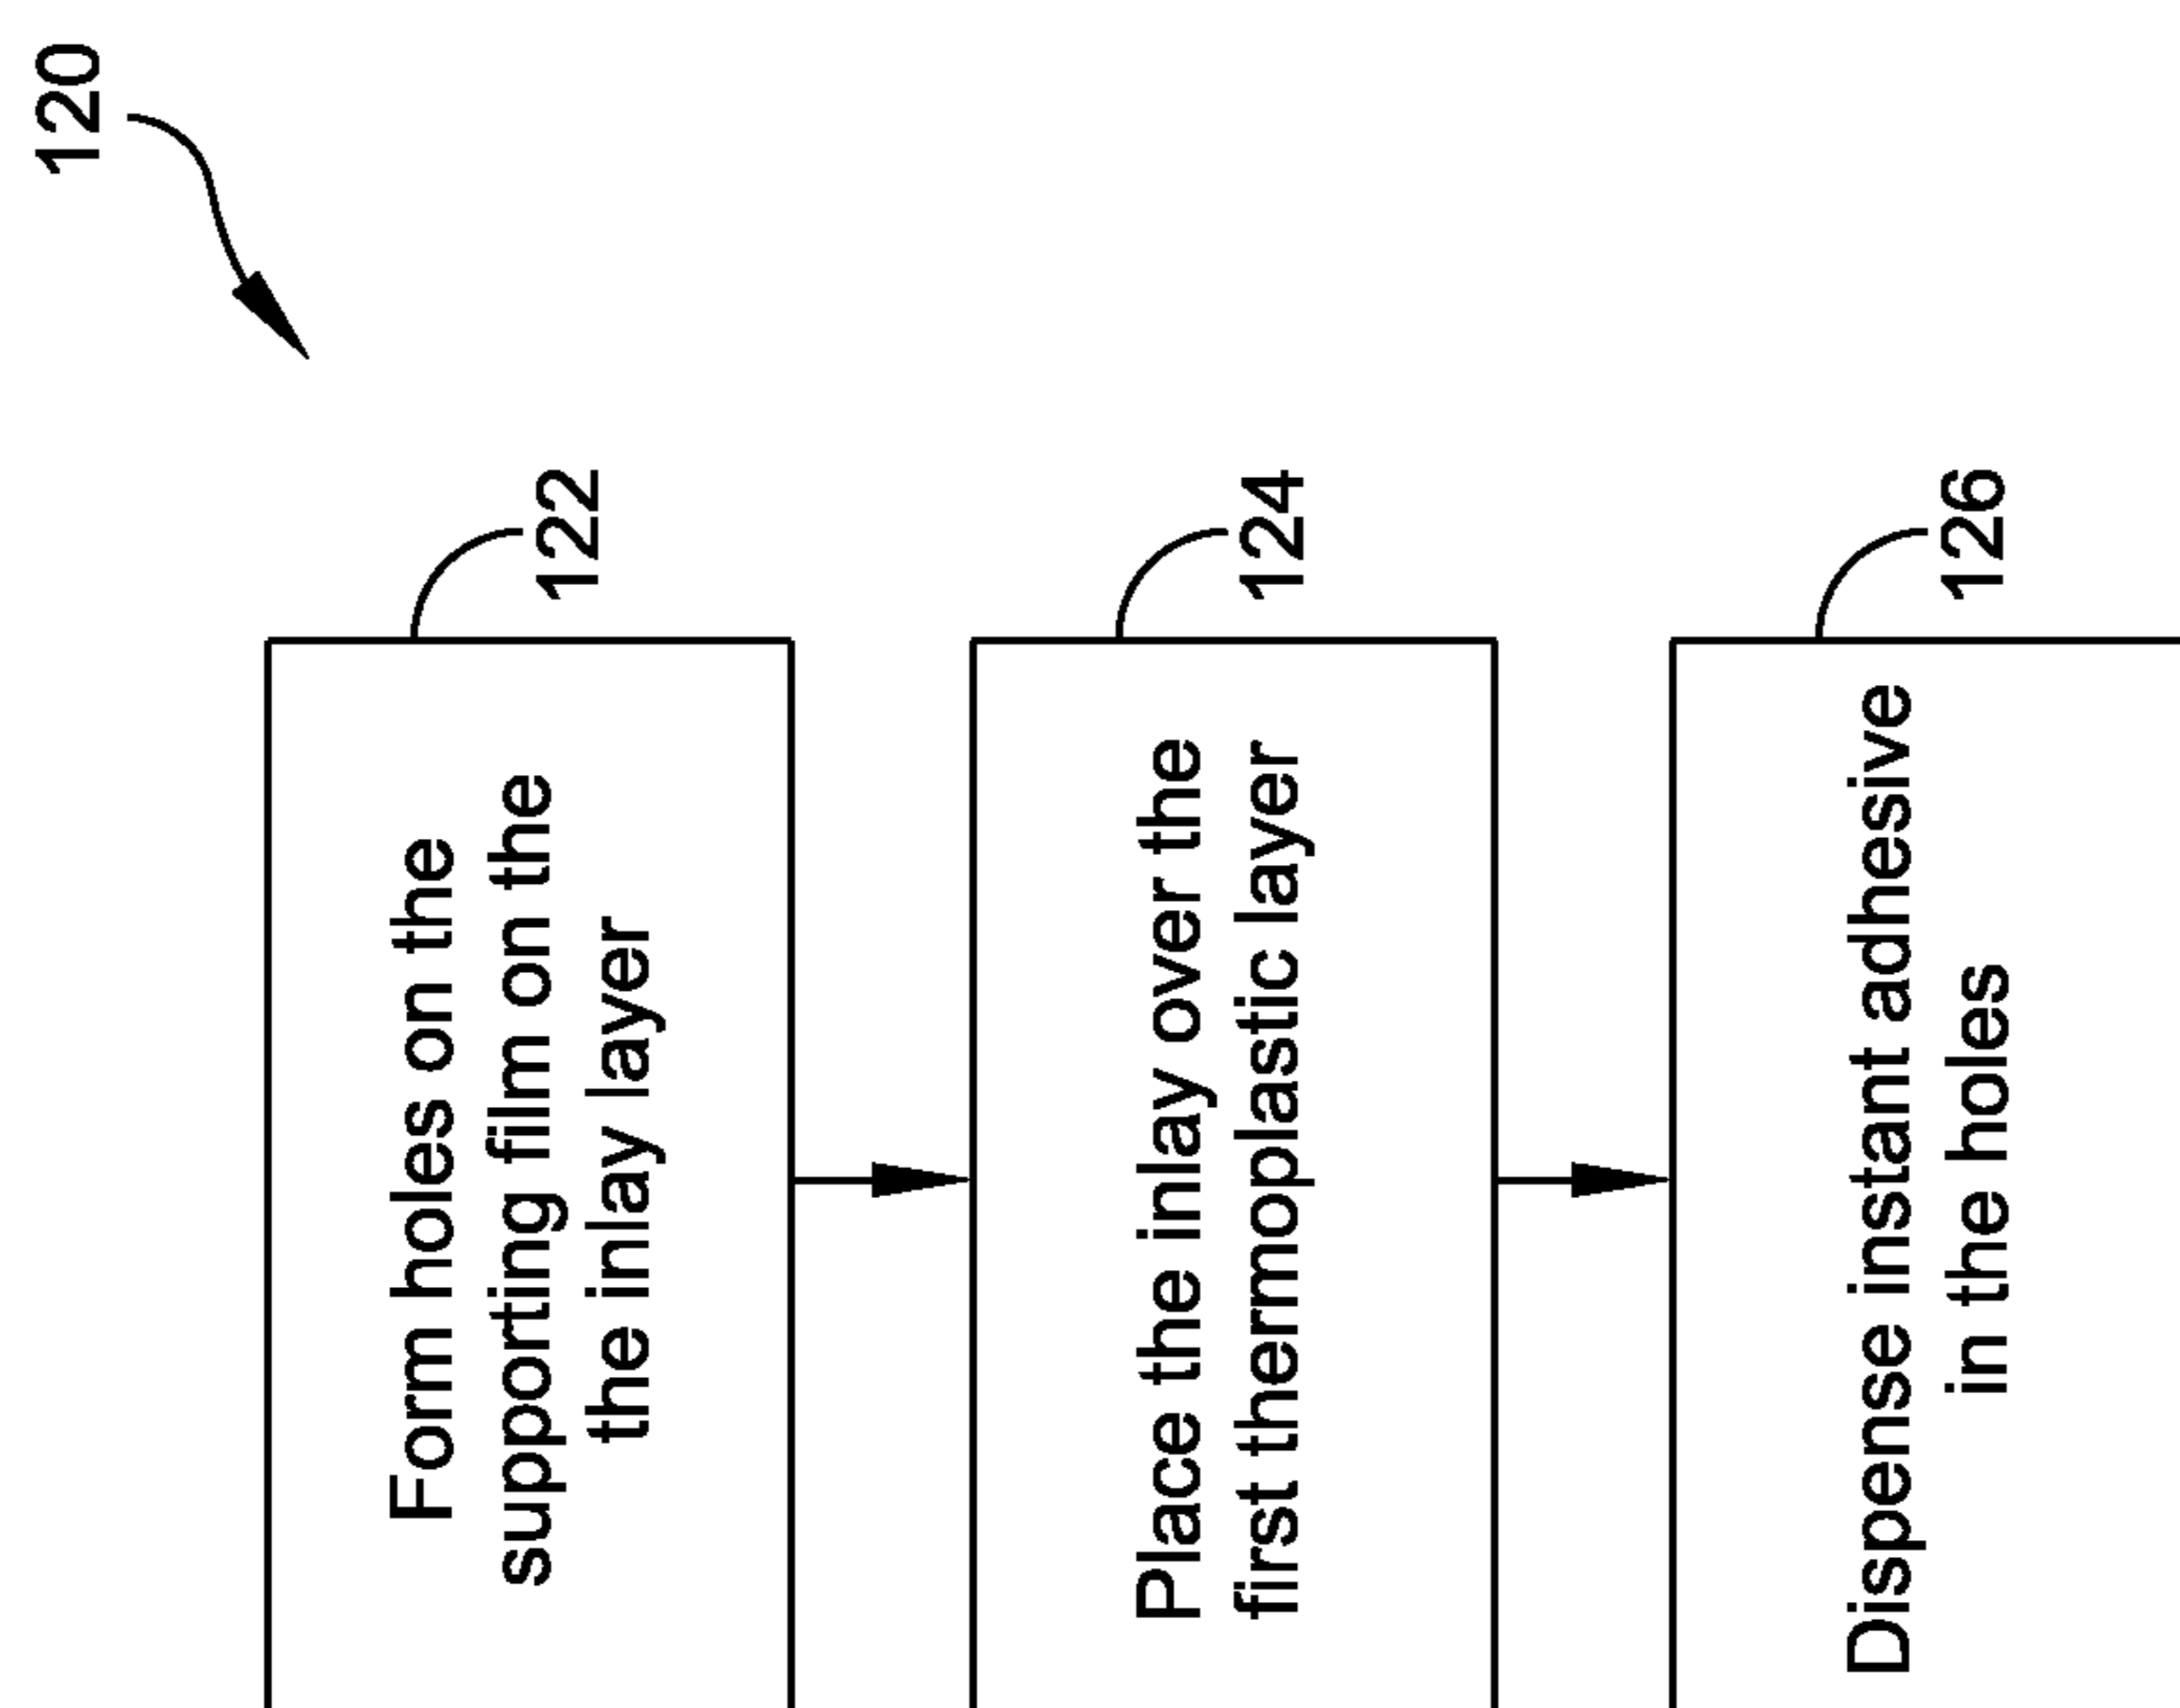 120
Form holes on the
supporting film on the
the inlay layer
122
Place the inlay over the
first thermoplastic layer
124
Dispense instant adhesive
in the holes
126